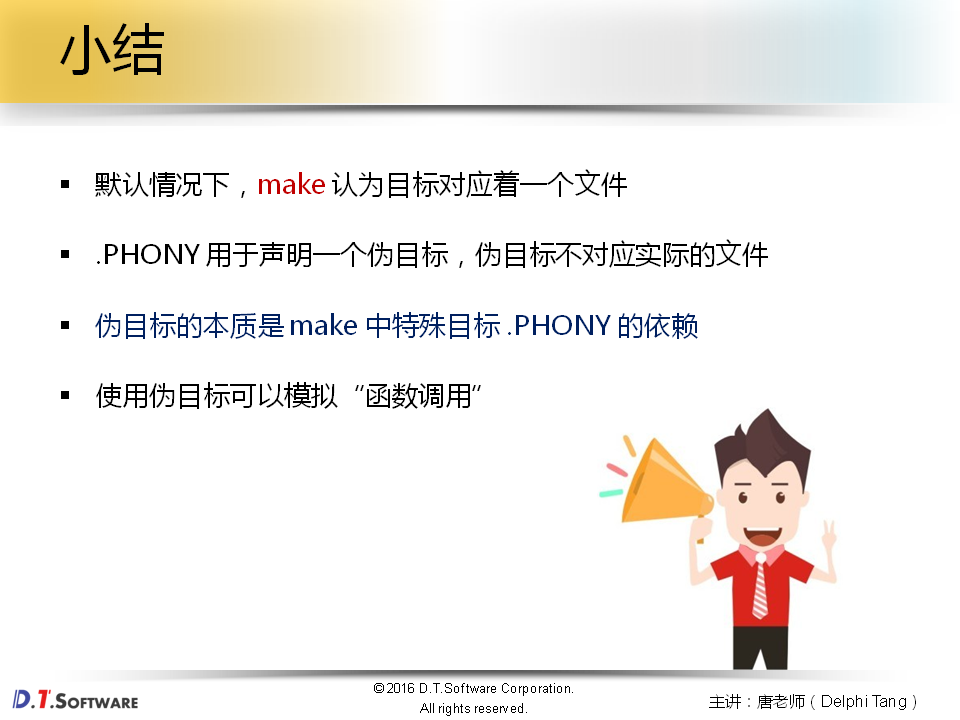 小结
▪ 默认情况下，make 认为目标对应着一个文件
▪ .PHONY 用于声明一个伪目标，伪目标不对应实际的文件
▪ 伪目标的本质是 make 中特殊目标 .PHONY 的依赖
▪ 使用伪目标可以模拟“函数调用”
D.T.SOFTWARE
©2016 D.T.Software Corporation.
All rights reserved.
主讲：唐老师（Delphi Tang）